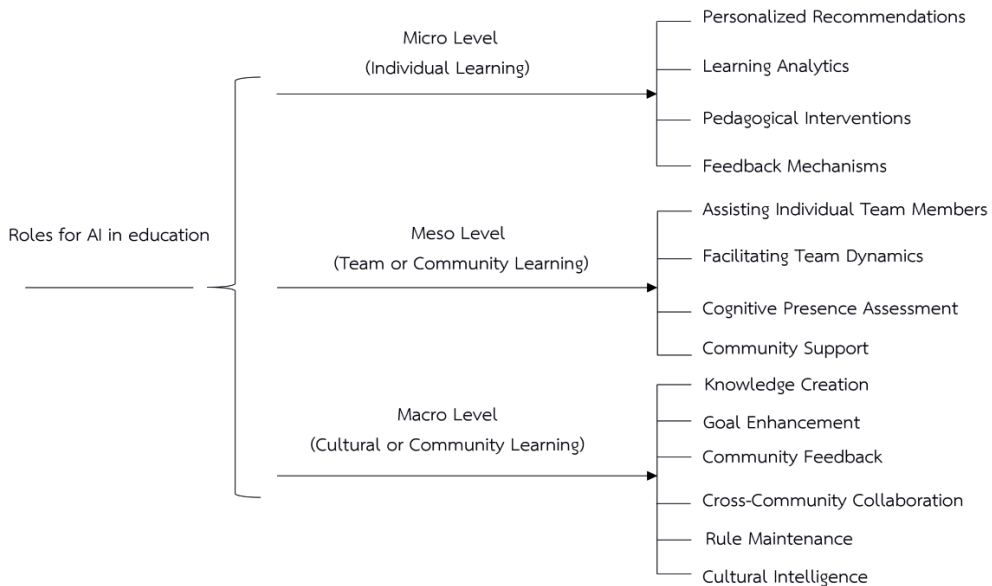 Roles for AI in education
Micro Level
(Individual Learning)
Personalized Recommendations
Learning Analytics
Pedagogical Interventions
Feedback Mechanisms
Meso Level
(Team or Community Learning)
Assisting Individual Team Members
Facilitating Team Dynamics
Cognitive Presence Assessment
Community Support
Macro Level
(Cultural or Community Learning)
Knowledge Creation
Goal Enhancement
Community Feedback
Cross-Community Collaboration
Rule Maintenance
Cultural Intelligence